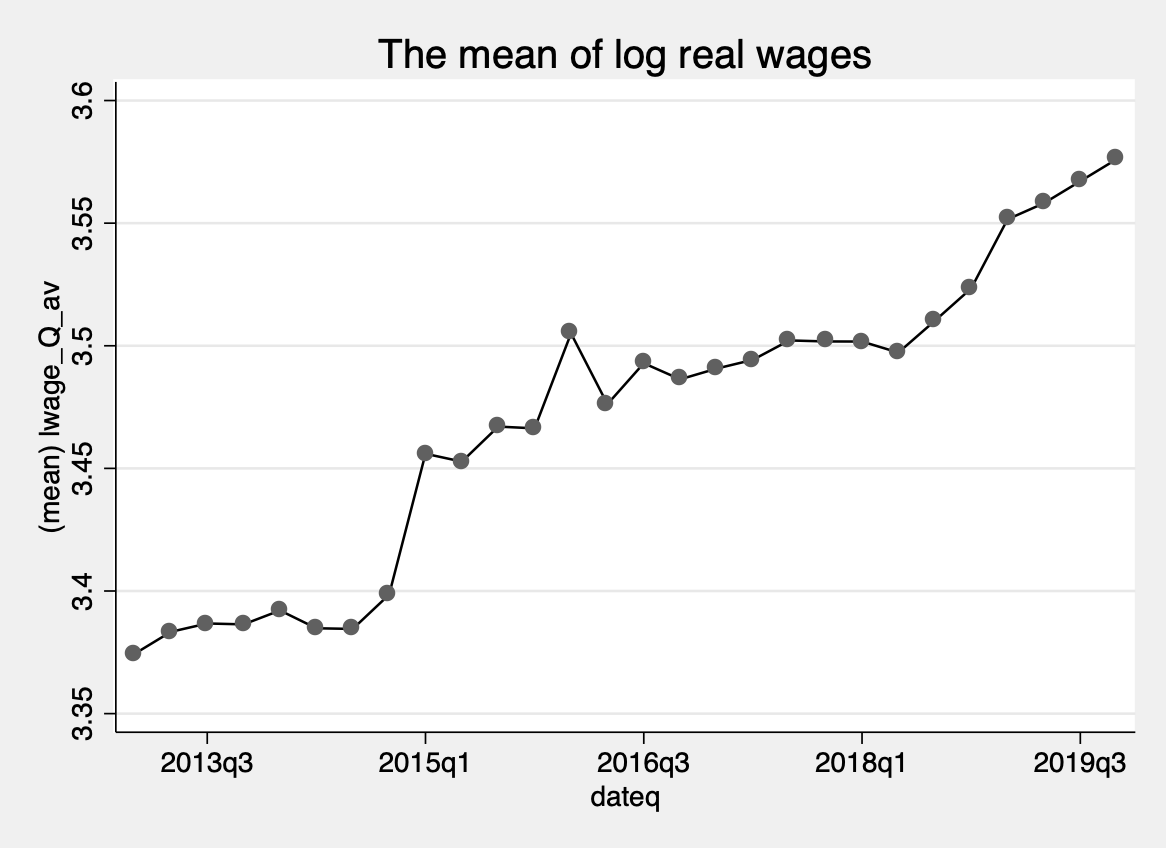 The mean of log real wages
(mean) lwage_Q_av
3.6
3.55
3.5
3.45
3.4
3.35
2013q3 2015q1 2016q3 2018q1 2019q3
dateq